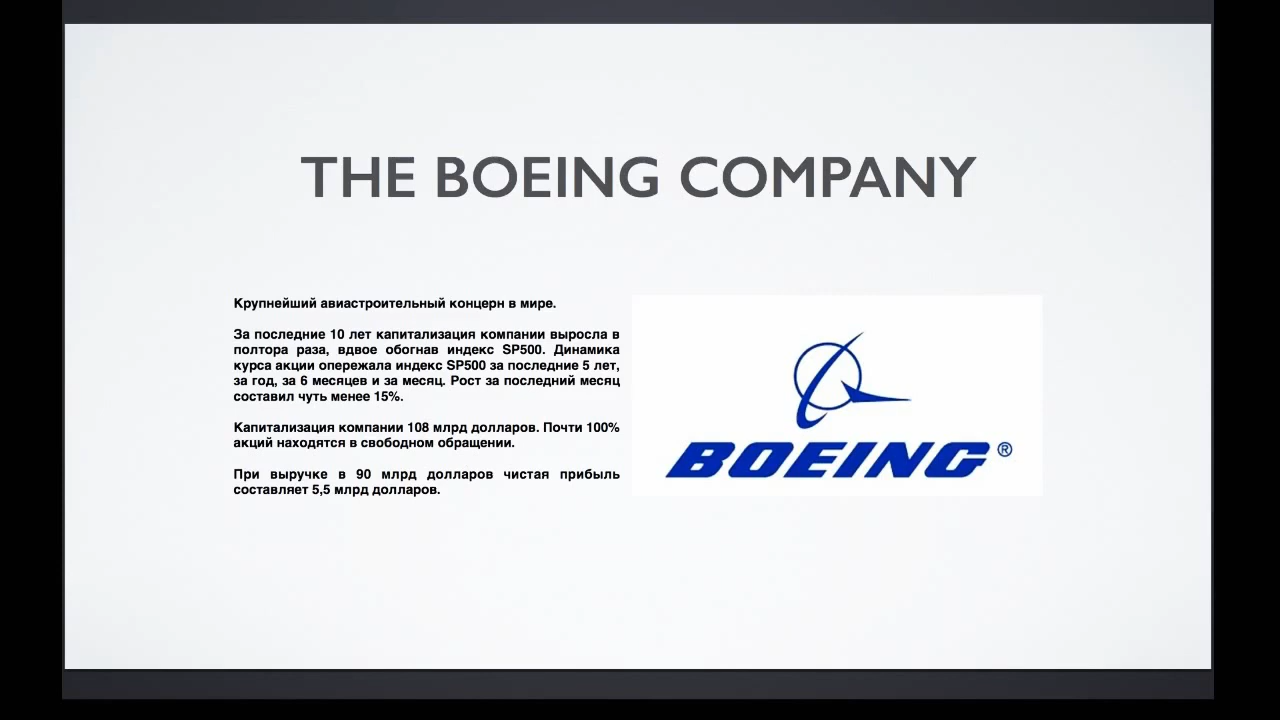 THE BOEING COMPANY
Крупнейший авиастроительный концерн в мире.
За последние 10 лет капитализация компании выросла в
полтора раза, вдвое обогнав индекс SP500. Динамика
курса акции опережала индекс SP500 за последние 5 лет,
за год, за 6 месяцев и за месяц. Рост за последний месяц
составил чуть менее 15%.
Капитализация компании 108 млрд долларов. Почти 100%
акций находятся в свободном обращении.
При выручке в 90 млрд долларов чистая прибыль
составляет 5,5 млрд долларов.
BOEING®